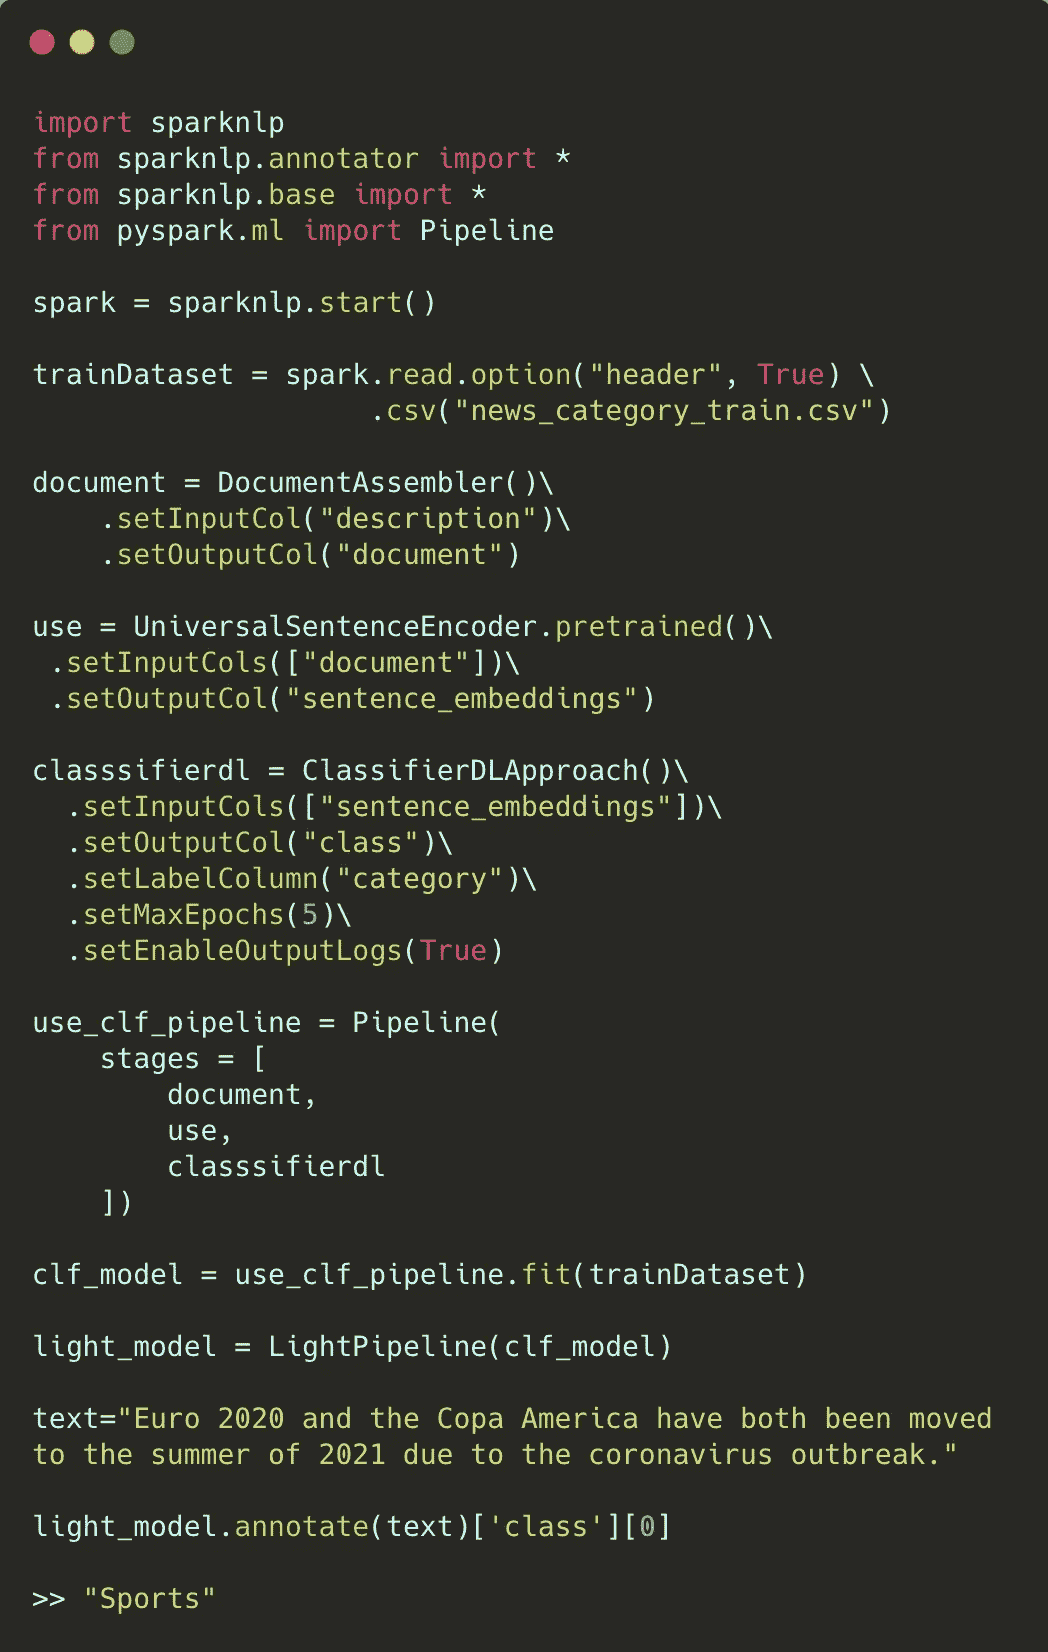 import sparknlp
from sparknlp.annotator import *
from sparknlp.base import *
from pyspark.ml import Pipeline

spark = sparknlp.start()

trainDataset = spark.read.option("header", True) \
                    .csv("news_category_train.csv")

document = DocumentAssembler()\
    .setInputCol("description")\
    .setOutputCol("document")

use = UniversalSentenceEncoder.pretrained()\
 .setInputCols(["document"])\
 .setOutputCol("sentence_embeddings")

classsifierdl = ClassifierDLApproach()\
  .setInputCols(["sentence_embeddings"])\
  .setOutputCol("class")\
  .setLabelColumn("category")\
  .setMaxEpochs(5)\
  .setEnableOutputLogs(True)

use_clf_pipeline = Pipeline(
    stages = [
        document,
        use,
        classsifierdl
    ])

clf_model = use_clf_pipeline.fit(trainDataset)

light_model = LightPipeline(clf_model)

text="Euro 2020 and the Copa America have both been moved
to the summer of 2021 due to the coronavirus outbreak."

light_model.annotate(text)['class'][0]

>> "Sports"